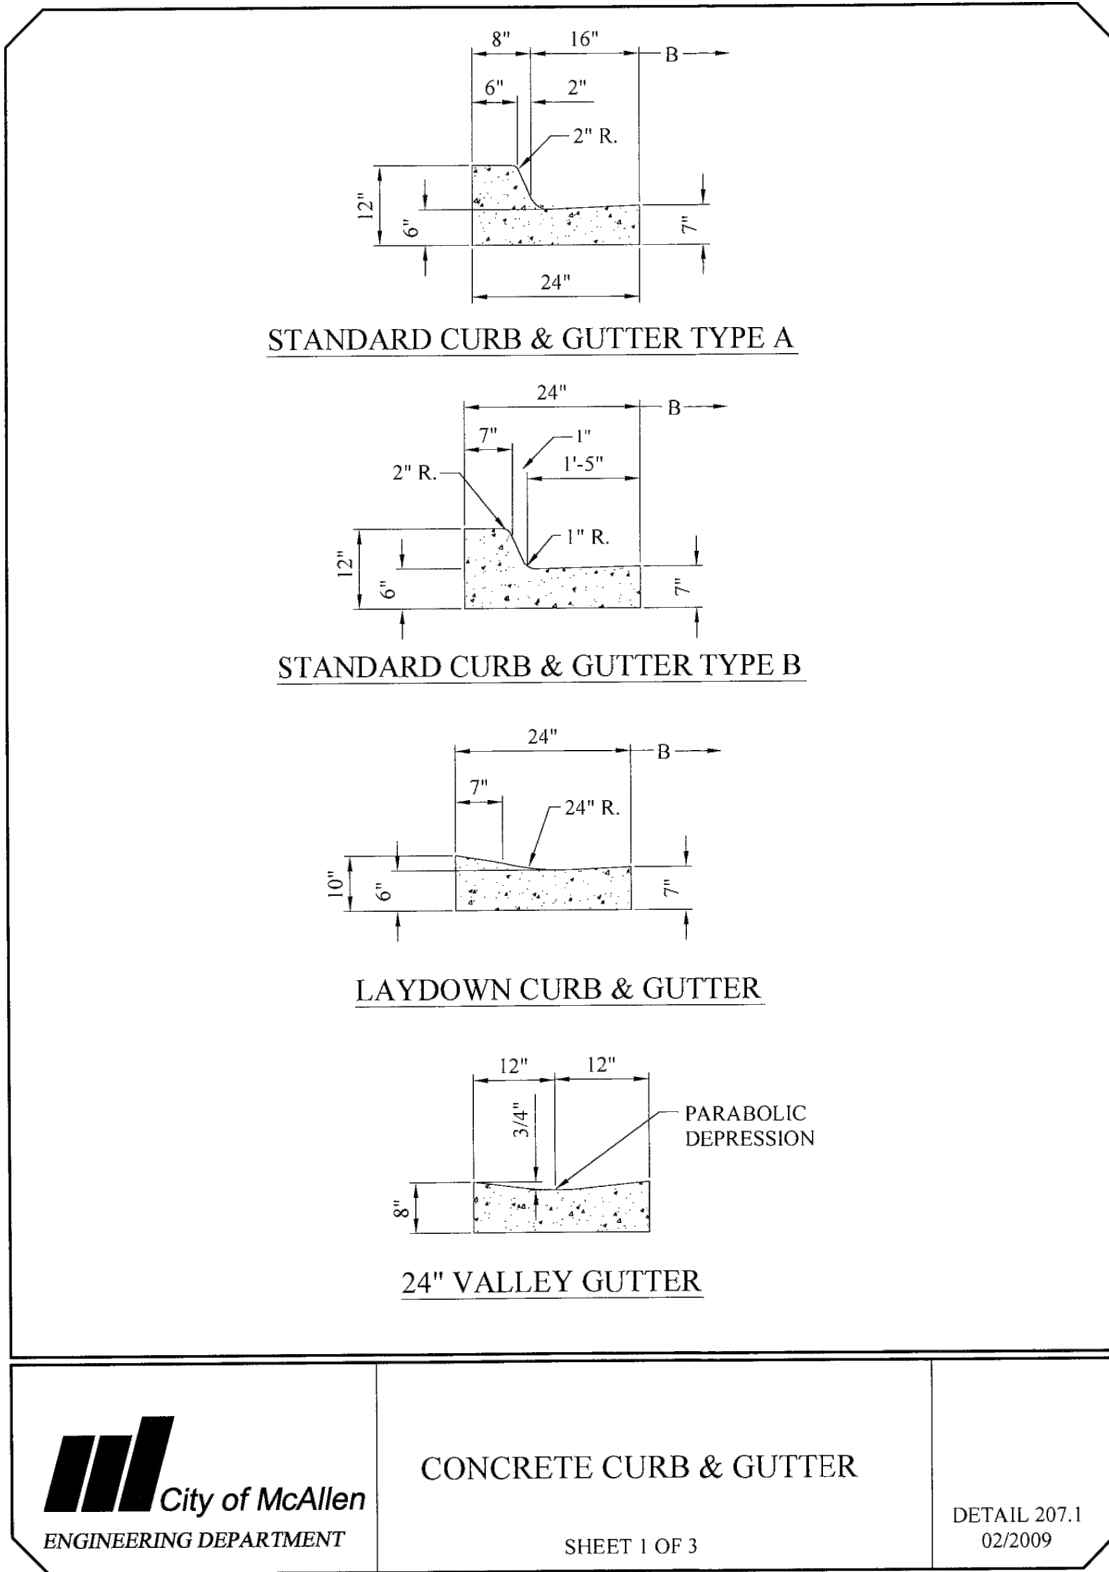 8" 16" B
6" 2"
2" R.
12" 6" 7"
24"
STANDARD CURB & GUTTER TYPE A
24" B
7" 1"
1'-5"
2" R.
1" R.
12" 6" 7"
STANDARD CURB & GUTTER TYPE B
24" B
7"
24" R.
10" 6" 7"
LAYDOWN CURB & GUTTER
12" 12"
3/4"
PARABOLIC
DEPRESSION
8"
24" VALLEY GUTTER
City of McAllen
ENGINEERING DEPARTMENT
CONCRETE CURB & GUTTER
SHEET 1 OF 3
DETAIL 207.1
02/2009